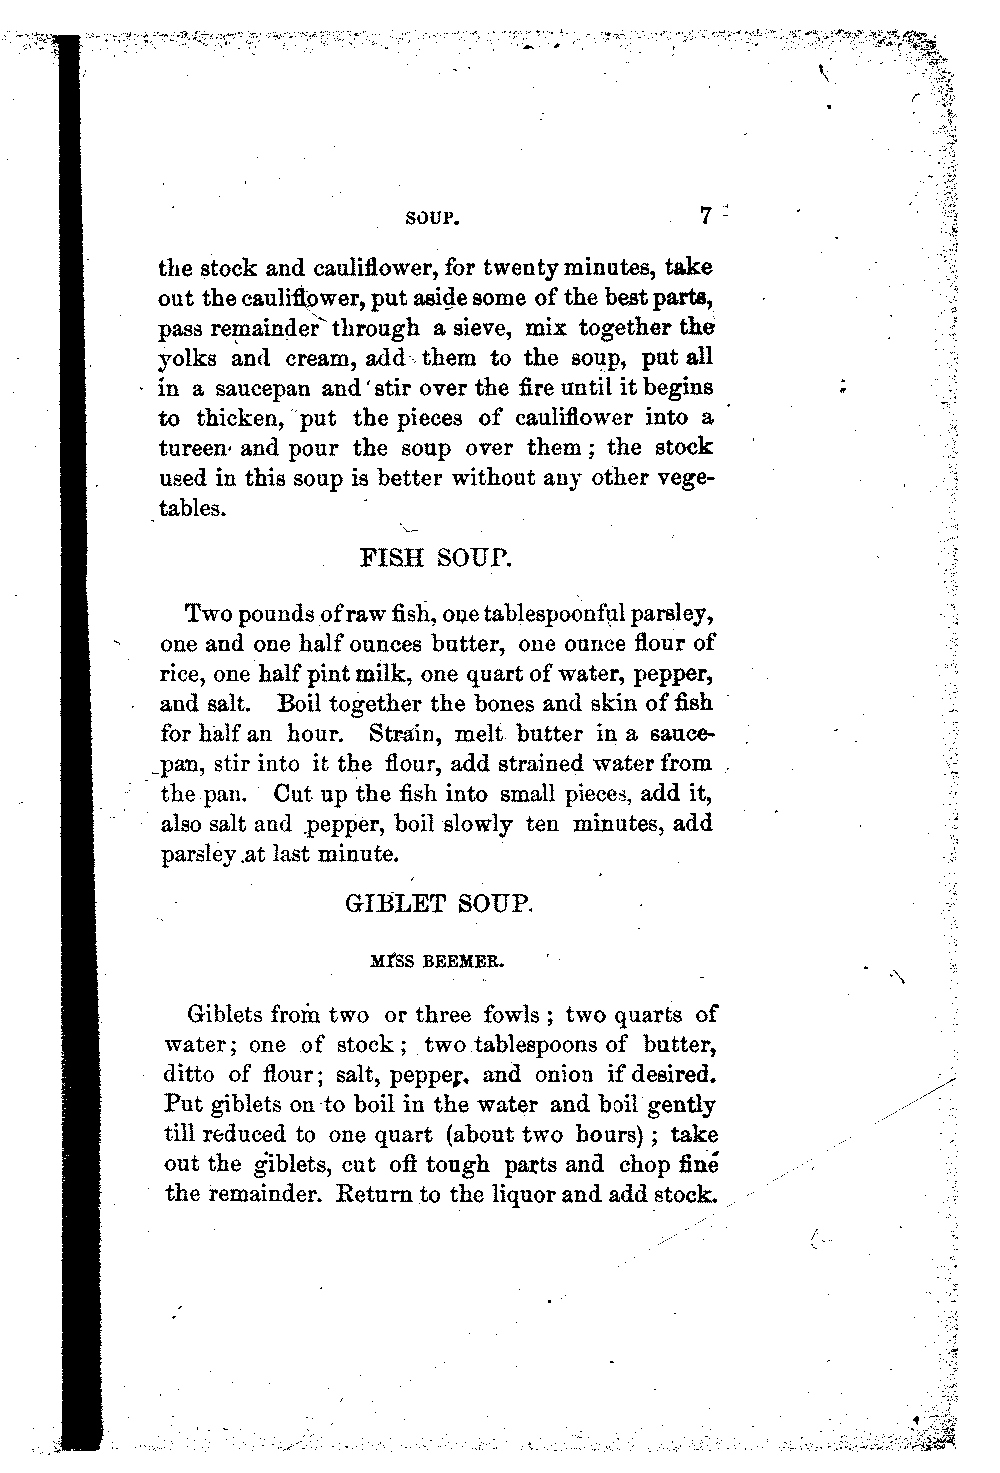 SOUP. 7
the stock and cauliflower, for twenty minutes, take
out the cauliflower, put aside some of the best parts,
pass remainder through a sieve, mix together the
yolks and cream, add them to the soup, put all
in a saucepan and stir over the fire until it begins
to thicken, put the pieces of cauliflower into a
tureen and pour the soup over them; the stock
used in this soup is better without any other vege-
tables.
FISH SOUP.
Two pounds of raw fish, one tablespoonful parsley,
one and one half ounces butter, one ounce flour of
rice, one half pint milk, one quart of water, pepper,
and salt. Boil together the bones and skin of fish
for half an hour. Strain, melt butter in a sauce-
pan, stir into it the flour, add strained water from
the pan. Cut up the fish into small pieces, add it,
also salt and pepper, boil slowly ten minutes, add
parsley at last minute.
GIBLET SOUP.
MISS BEEMER.
Giblets from two or three fowls; two quarts of
water; one of stock; two tablespoons of butter,
ditto of flour; salt, pepper, and onion if desired.
Put giblets on to boil in the water and boil gently
till reduced to one quart (about two hours); take
out the giblets, cut off tough parts and chop fine
the remainder. Return to the liquor and add stock.